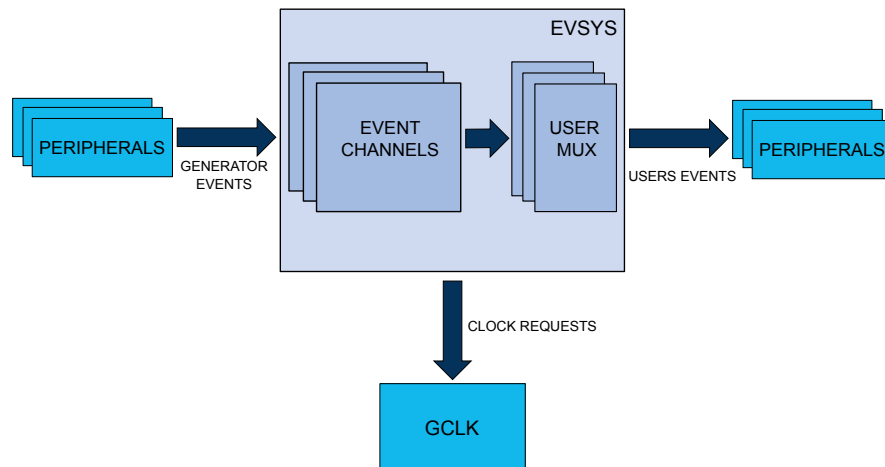 EVSYS
PERIPHERALS
GENERATOR
EVENTS
EVENT
CHANNELS
USER
MUX
USERS EVENTS
PERIPHERALS
CLOCK REQUESTS
GCLK